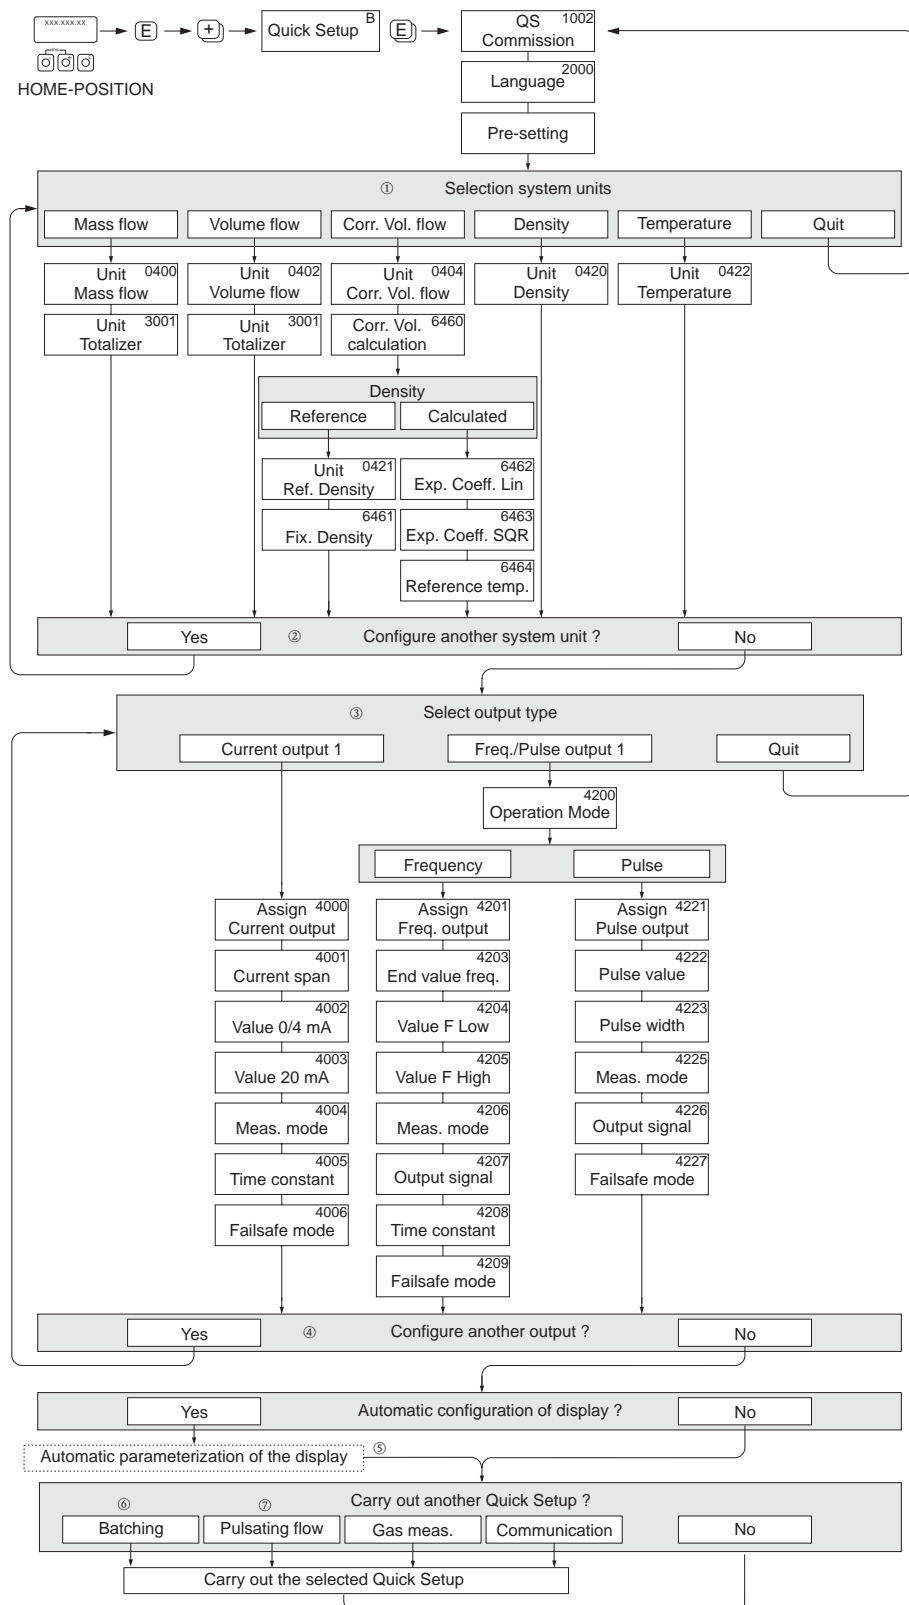 xxx.xxx.xx
Esc
E
+
Quick Setup B
E
QS 1002
Commission
HOME-POSITION
Language 2000
Pre-setting
① Selection system units
Mass flow Volume flow Corr. Vol. flow Density Temperature Quit
Unit 0400
Mass flow
Unit 0402
Volume flow
Unit 0404
Corr. Vol. flow
Unit 0420
Density
Unit 0422
Temperature
Unit 3001
Totalizer
Unit 3001
Totalizer
Corr. Vol. 6460
calculation
Density
Reference Calculated
Unit 0421
Ref. Density
6462
Exp. Coeff. Lin
6461
Fix. Density
6463
Exp. Coeff. SQR
6464
Reference temp.
Yes ② Configure another system unit ? No
③ Select output type
Current output 1 Freq./Pulse output 1 Quit
4200
Operation Mode
Frequency Pulse
Assign 4000
Current output
Assign 4201
Freq. output
Assign 4221
Pulse output
4001
Current span
4203
End value freq.
4222
Pulse value
4002
Value 0/4 mA
4204
Value F Low
4223
Pulse width
4003
Value 20 mA
4205
Value F High
4225
Meas. mode
4004
Meas. mode
4206
Meas. mode
4226
Output signal
4005
Time constant
4207
Output signal
4227
Failsafe mode
4006
Failsafe mode
4208
Time constant
4209
Failsafe mode
Yes ④ Configure another output ? No
Yes Automatic configuration of display ? No
Automatic parameterization of the display ⑤
Carry out another Quick Setup ?
⑥ ⑦
Batching Pulsating flow Gas meas. Communication No
Carry out the selected Quick Setup